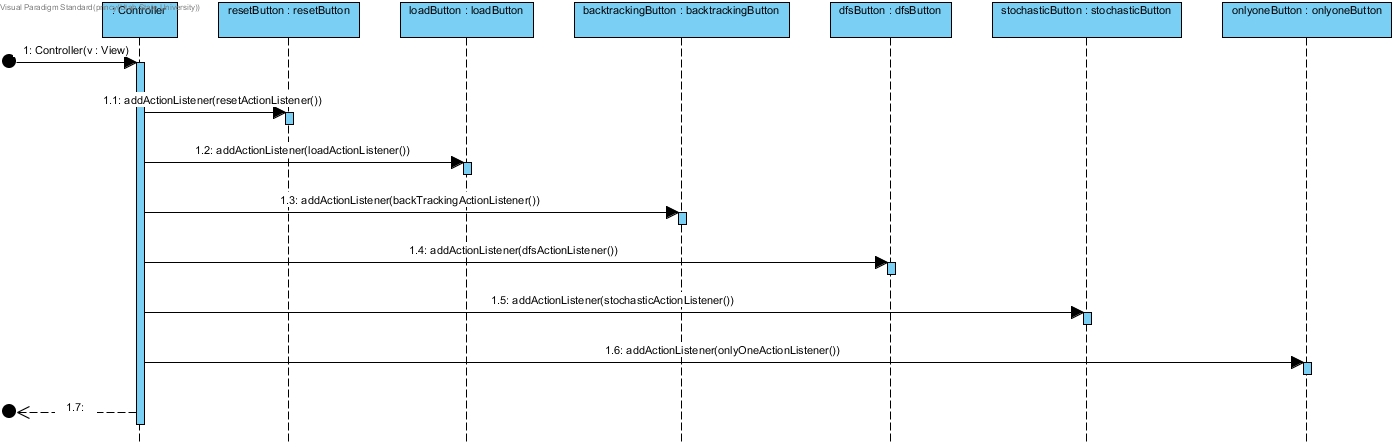 Visual Paradigm Standard(
University))
: Controller
resetButton : resetButton
loadButton : loadButton
backtrackingButton : backtrackingButton
dfsButton : dfsButton
stochasticButton : stochasticButton
onlyoneButton : onlyoneButton
1: Controller(v : View)
1.1: addActionListener(resetActionListener())
1.2: addActionListener(loadActionListener())
1.3: addActionListener(backTrackingActionListener())
1.4: addActionListener(dfsActionListener())
1.5: addActionListener(stochasticActionListener())
1.6: addActionListener(onlyOneActionListener())
1.7: